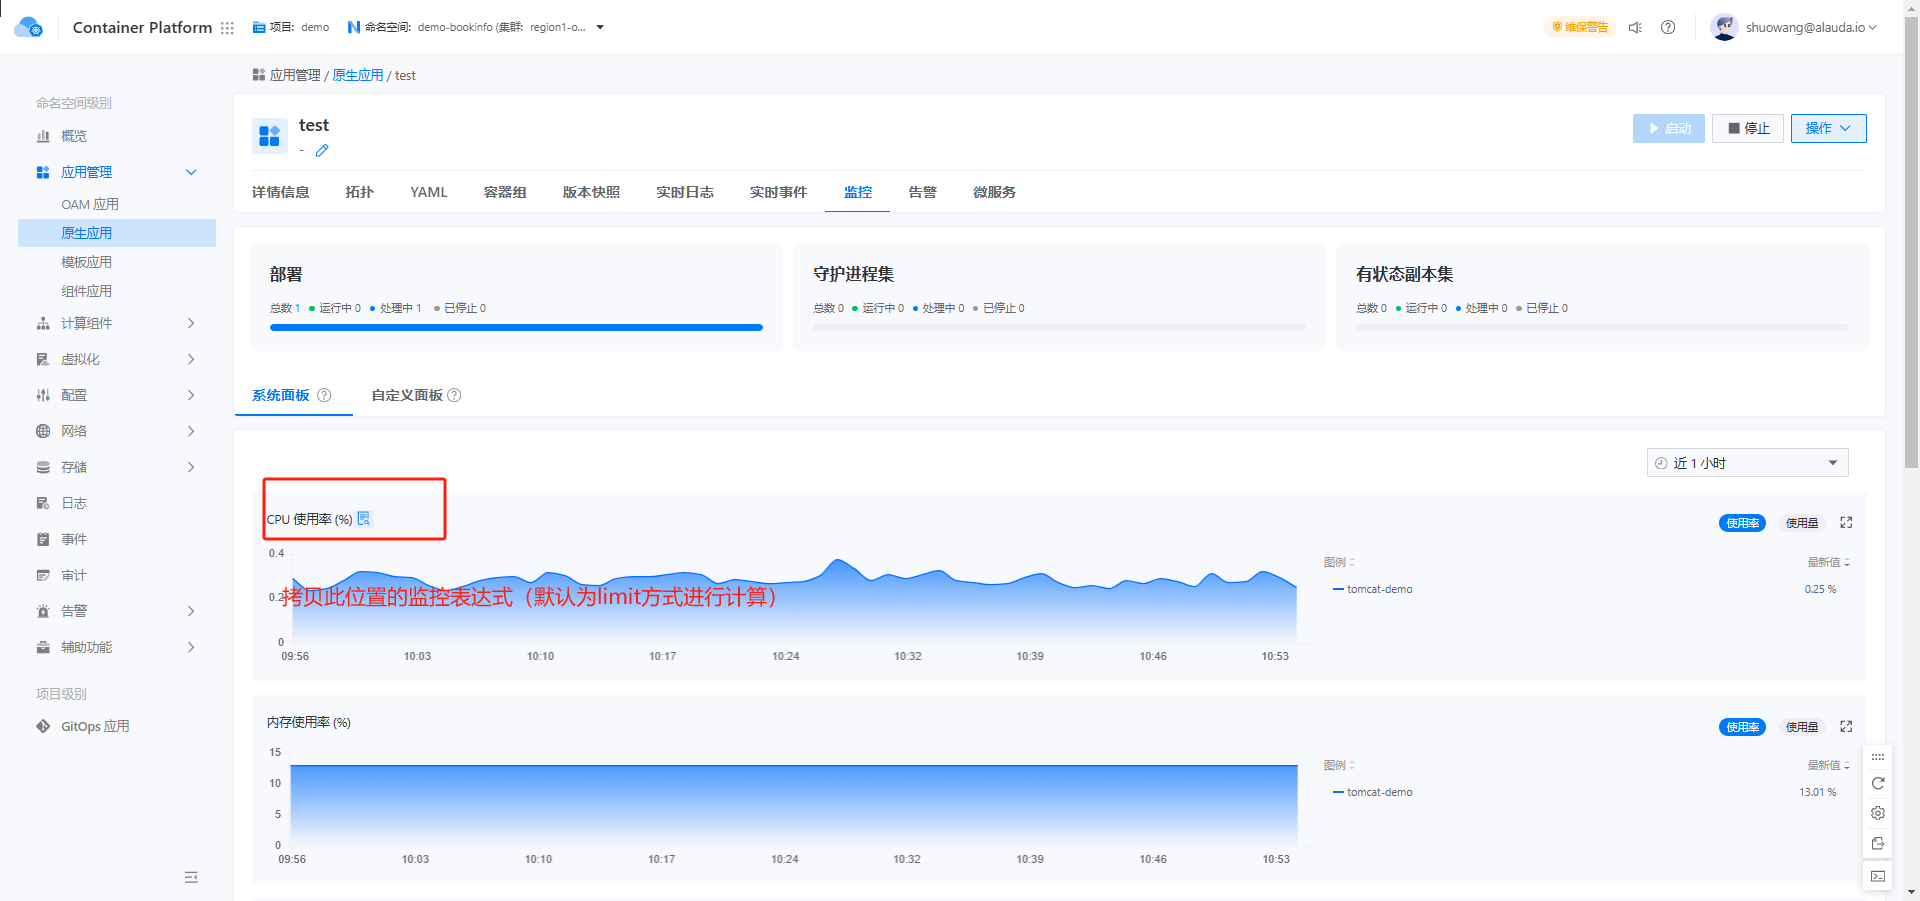 Container Platform 项目: demo 命名空间: demo-bookinfo (集群: region1-o... 维保警告 shuowang@alauda.io
应用管理 / 原生应用 / test
命名空间级别
概览
应用管理
OAM 应用
原生应用
模板应用
组件应用
计算组件
虚拟化
配置
网络
存储
日志
事件
审计
告警
辅助功能
项目级别
GitOps 应用
test
-
启动 停止 操作
详情信息 拓扑 YAML 容器组 版本快照 实时日志 实时事件 监控 告警 微服务
部署
总数 1 运行中 0 处理中 1 已停止 0
守护进程集
总数 0 运行中 0 处理中 0 已停止 0
有状态副本集
总数 0 运行中 0 处理中 0 已停止 0
系统面板 自定义面板
近 1 小时
CPU 使用率 (%)
使用率 使用量
0.4
0.2
0
拷贝此位置的监控表达式（默认为limit方式进行计算）
09:56 10:03 10:10 10:17 10:24 10:32 10:39 10:46 10:53
图例 最新值
tomcat-demo 0.25 %
内存使用率 (%)
使用率 使用量
15
10
5
0
09:56 10:03 10:10 10:17 10:24 10:32 10:39 10:46 10:53
图例 最新值
tomcat-demo 13.01 %